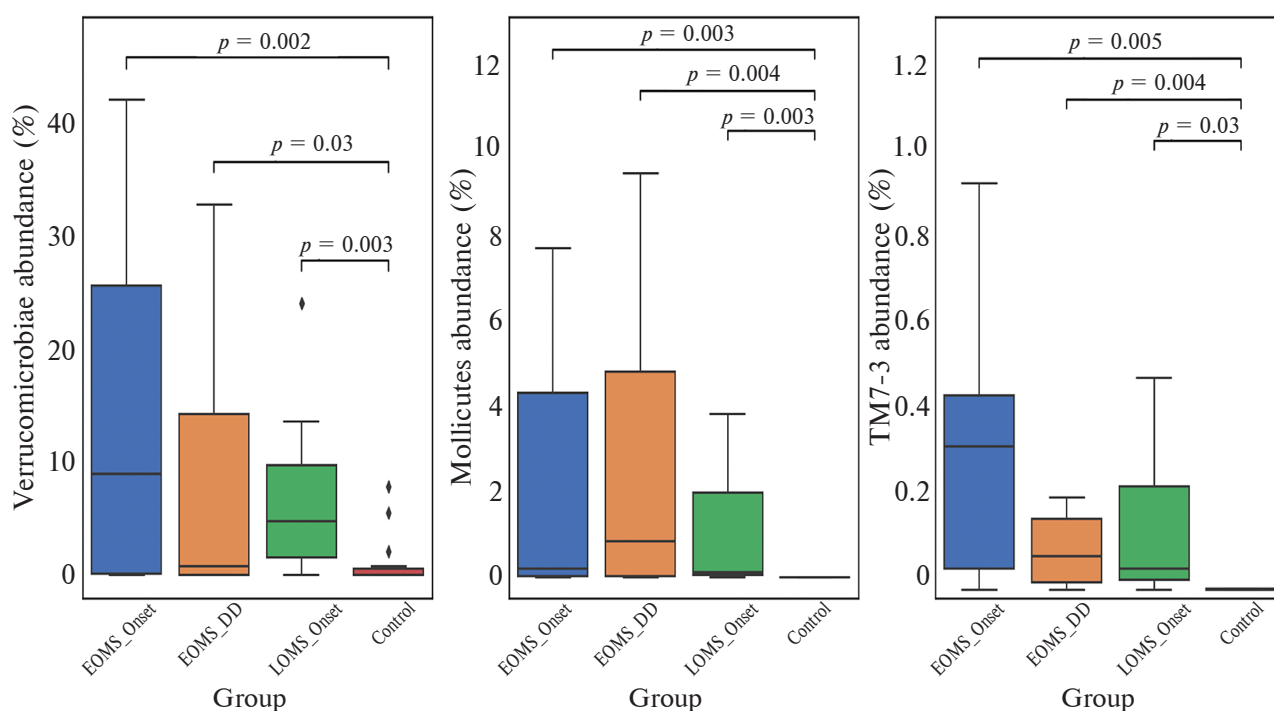 Verrucomicrobiae abundance (%)
40
30
20
10
0
p = 0.002
p = 0.03
p = 0.003
EOMS_Onset
EOMS_DD
LOMS_Onset
Control
Group
Mollicutes abundance (%)
12
10
8
6
4
2
0
p = 0.003
p = 0.004
p = 0.003
EOMS_Onset
EOMS_DD
LOMS_Onset
Control
Group
TM7-3 abundance (%)
1.2
1.0
0.8
0.6
0.4
0.2
0
p = 0.005
p = 0.004
p = 0.03
EOMS_Onset
EOMS_DD
LOMS_Onset
Control
Group